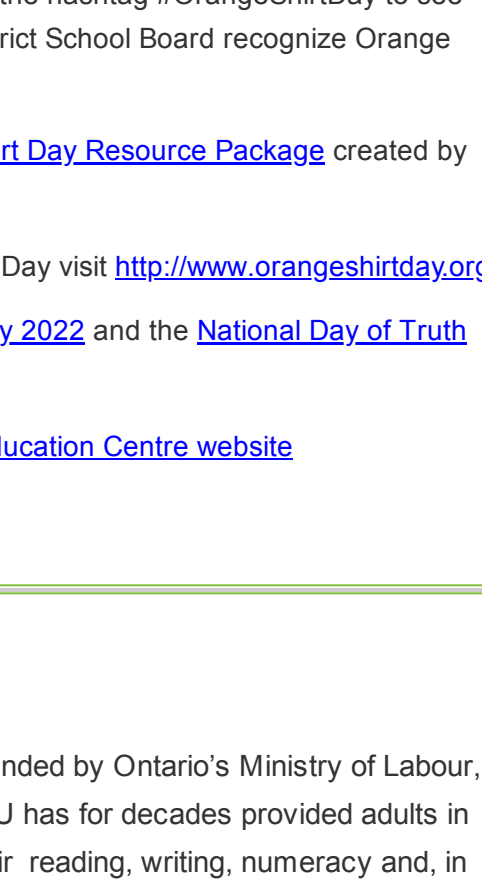 the hashtag #OrangeShirtDay to see
rict School Board recognize Orange
rt Day Resource Package created by
Day visit http://www.orangeshirtday.org
y 2022 and the National Day of Truth
ducation Centre website
nded by Ontario's Ministry of Labour,
U has for decades provided adults in
ir reading, writing, numeracy and, in